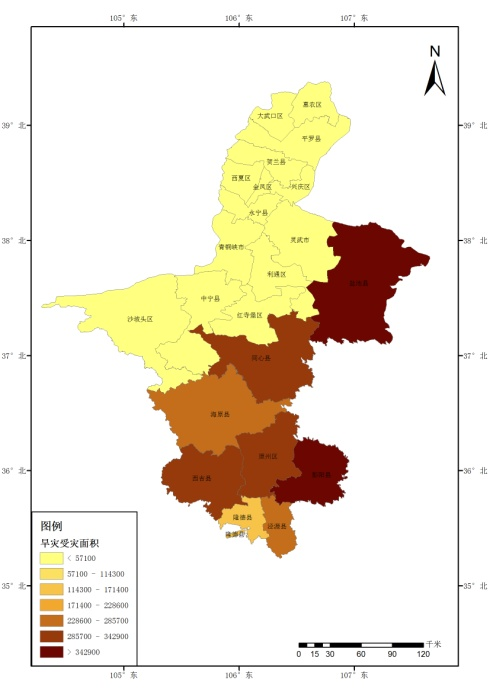 105° 东 106° 东 107° 东
N
39° 北 39° 北
惠农区
大武口区
平罗县
贺兰县
西夏区
金凤区 兴庆区
永宁县
38° 北 38° 北
灵武市
青铜峡市
利通区
盐池县
中宁县
沙坡头区
红寺堡区
37° 北 37° 北
同心县
海原县
原州区
36° 北 36° 北
彭阳县
西吉县
隆德县
泾源县
35° 北 35° 北
图例
旱灾受灾面积
< 57100
57100 - 114300
114300 - 171400
171400 - 228600
228600 - 285700
285700 - 342900
> 342900
千米
0 15 30 60 90 120
105° 东 106° 东 107° 东